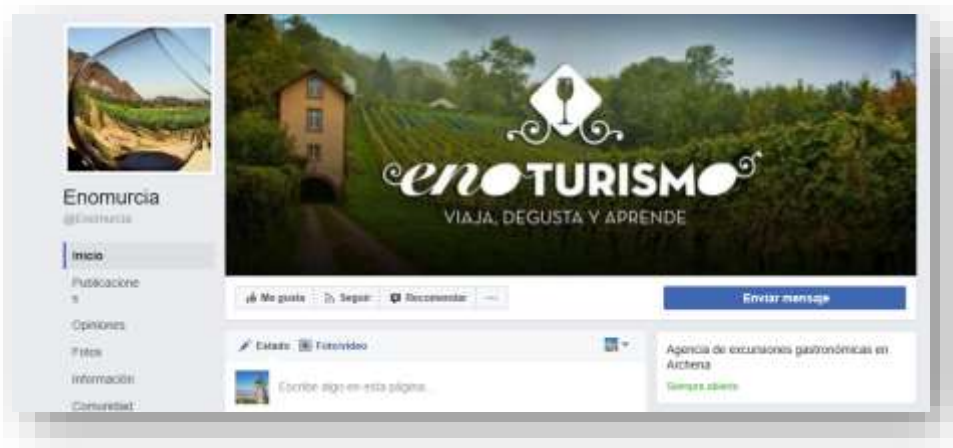 enoTURISMO
VIAJA, DEGUSTA Y APRENDE
Enomurcia
@Enomurcia
Inicio
Publicacione
s
Opiniones
Fotos
Información
Comunidad
Me gusta Seguir Recomendar ...
Enviar mensaje
Estado Foto/vídeo
Escribe algo en esta página...
Agencia de excursiones gastronómicas en
Archena
Siempre abierto